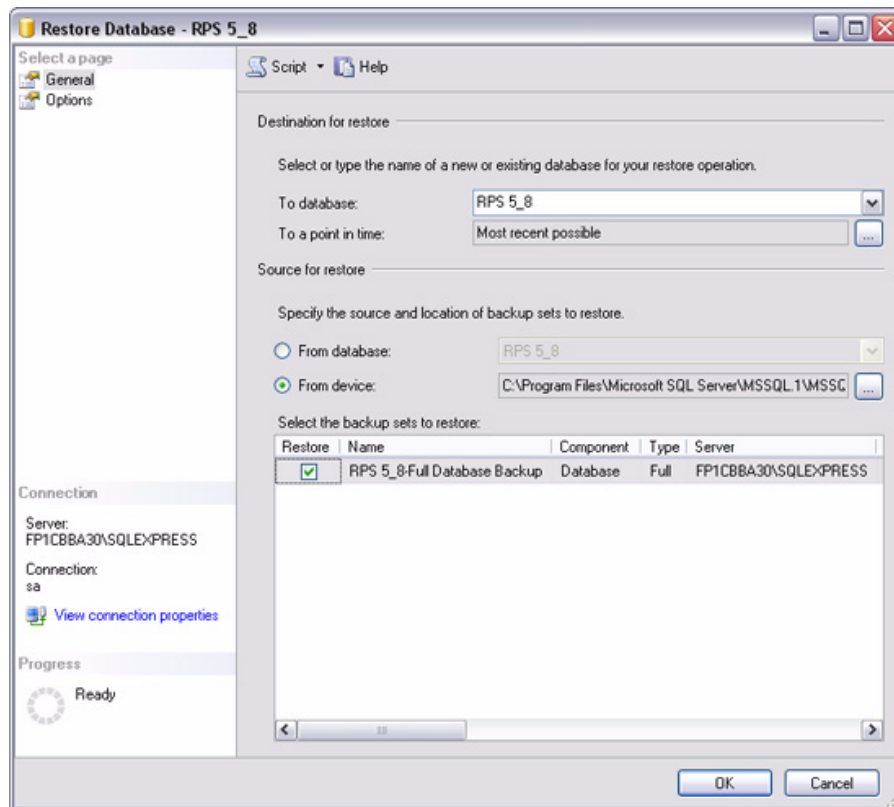 Restore Database - RPS 5_8
Select a page
General
Options
Script Help
Destination for restore
Select or type the name of a new or existing database for your restore operation.
To database: RPS 5_8
To a point in time: Most recent possible ...
Source for restore
Specify the source and location of backup sets to restore.
From database: RPS 5_8
From device: C:\Program Files\Microsoft SQL Server\MSSQL.1\MSSQ ...
Select the backup sets to restore:
Restore Name Component Type Server
RPS 5_8-Full Database Backup Database Full FP1CBBA30\SQLEXPRESS
Connection
Server:
FP1CBBA30\SQLEXPRESS
Connection:
sa
View connection properties
Progress
Ready
OK Cancel